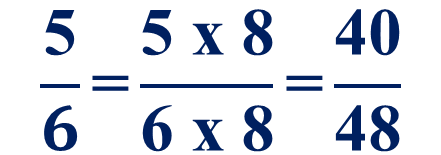 5/6 = (5 x 8)/(6 x 8) = 40/48